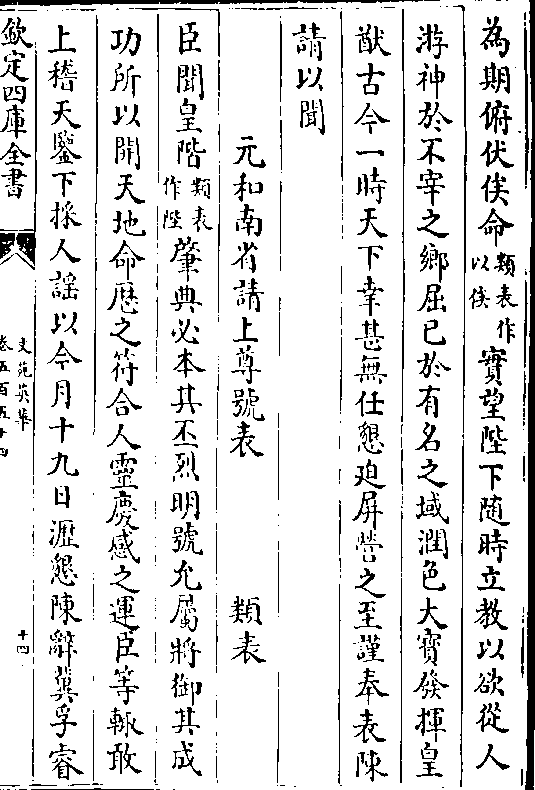 為期俯伏俟命類表作以俟實望陛下隨時立教以欲從人
游神於不宰之鄉屈已於有名之域潤色大寶發揮皇
猷古今一時天下幸甚無任懇迫屏營之至謹奉表陳
請以聞
元和南省請上尊號表 類表
臣聞皇階類表作陛肇典必本其丕烈明號允屬將御其成
功所以開天地命歴之符合人靈慶感之運臣等輒敢
上稽天鑒下採人謡以今月十九日瀝懇陳辭冀孚睿
欽定四庫全書
文苑英華
卷五百五十四
十四